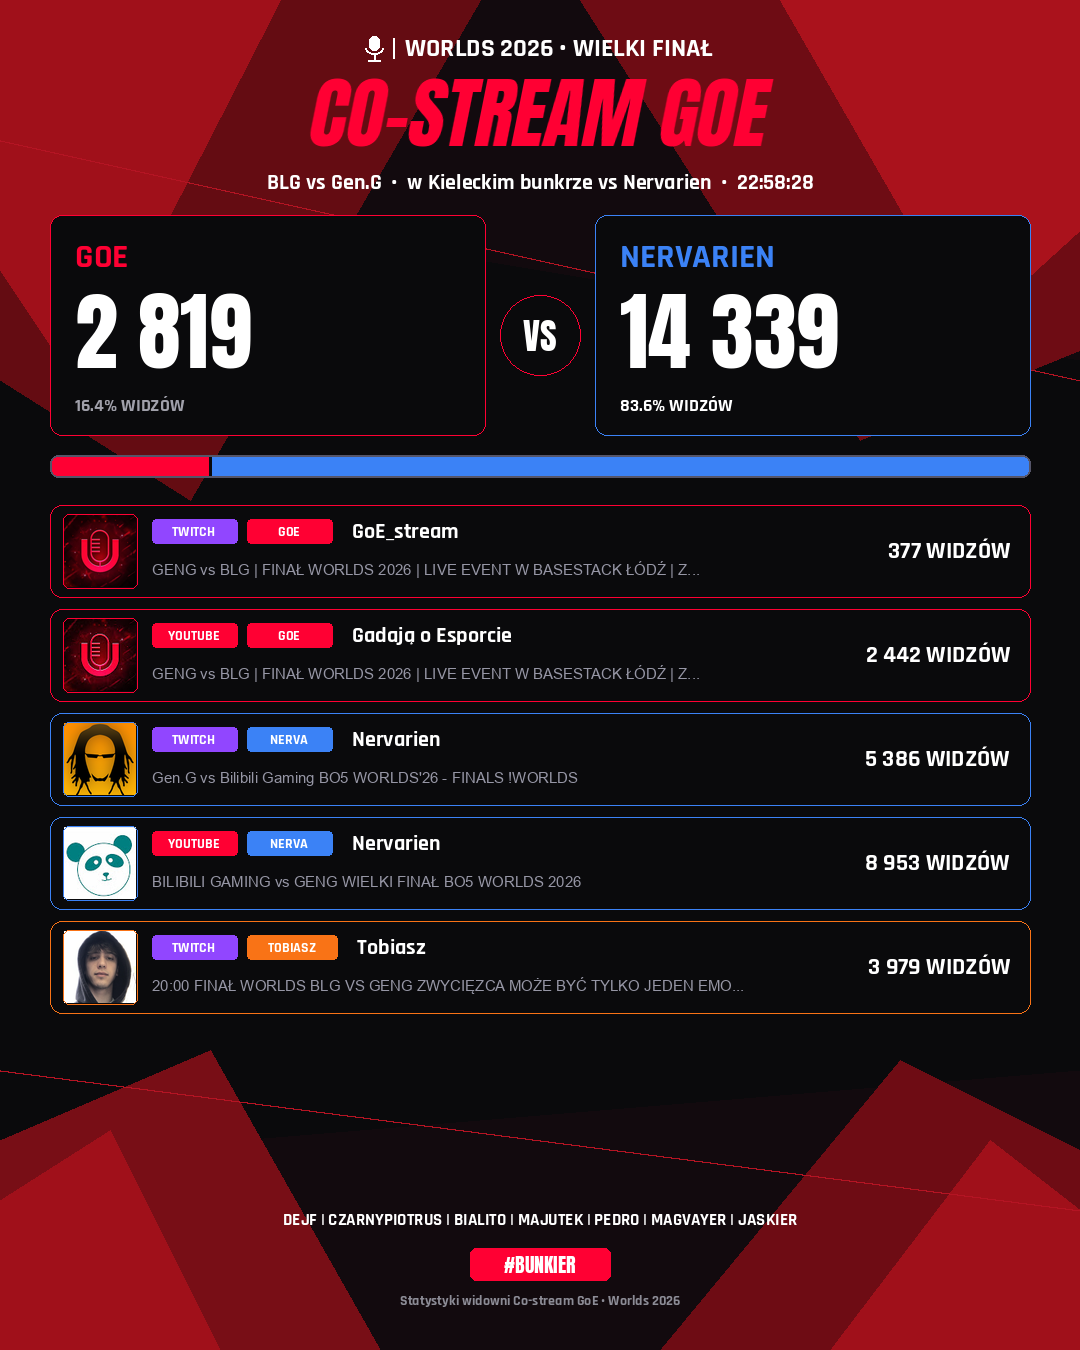 WORLDS 2026 • WIELKI FINAŁ
CO-STREAM GOE
BLG vs Gen.G • w Kieleckim bunkrze vs Nervarien • 22:58:28
GOE
2 819
16.4% WIDZÓW
VS
NERVARIEN
14 339
83.6% WIDZÓW
TWITCH GOE GoE_stream
GENG vs BLG | FINAŁ WORLDS 2026 | LIVE EVENT W BASESTACK ŁÓDŹ | Z...
377 WIDZÓW
YOUTUBE GOE Gadają o Esporcie
GENG vs BLG | FINAŁ WORLDS 2026 | LIVE EVENT W BASESTACK ŁÓDŹ | Z...
2 442 WIDZÓW
TWITCH NERVA Nervarien
Gen.G vs Bilibili Gaming BO5 WORLDS'26 - FINALS !WORLDS
5 386 WIDZÓW
YOUTUBE NERVA Nervarien
BILIBILI GAMING vs GENG WIELKI FINAŁ BO5 WORLDS 2026
8 953 WIDZÓW
TWITCH TOBIASZ Tobiasz
20:00 FINAŁ WORLDS BLG VS GENG ZWYCIĘZCA MOŻE BYĆ TYLKO JEDEN EMO...
3 979 WIDZÓW
DEJF | CZARNYPIOTRUS | BIALITO | MAJUTEK | PEDRO | MAGVAYER | JASKIER
#BUNKIER
Statystyki widowni Co-stream GoE • Worlds 2026